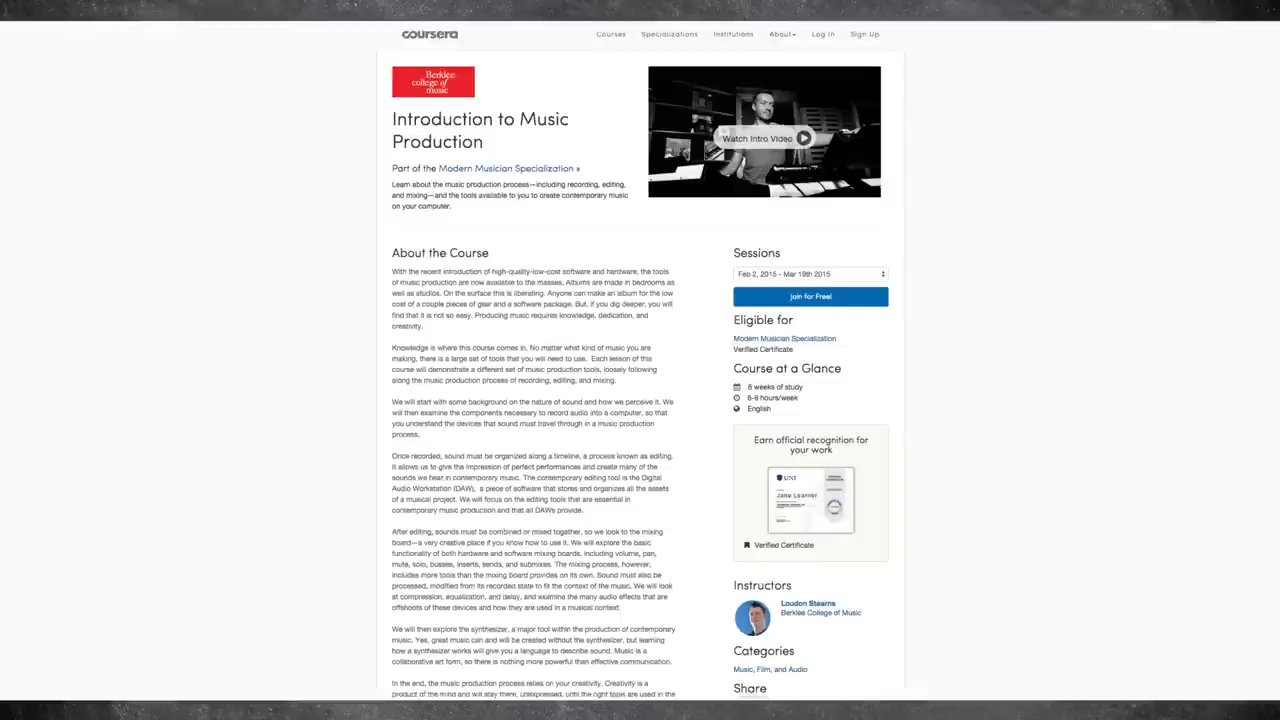 coursera
Courses
Specializations
Institutions
About
Log in
Sign Up
Berklee
college of
music
Introduction to Music
Production
Part of the Modern Musician Specialization »
Learn about the music production process—including recording, editing,
and mixing—and the tools available to you to create contemporary music
on your computer.
Watch Intro Video
About the Course
With the recent introduction of high-quality-low-cost software and hardware, the tools
of music production are now available to the masses. Albums are made in bedrooms as
well as studios. On the surface this is liberating. Anyone can make an album for the low
cost of a couple pieces of gear and a software package. But, if you dig deeper, you will
find that it is not so easy. Producing music requires knowledge, dedication, and
creativity.
Knowledge is where this course comes in. No matter what kind of music you are
making, there is a large set of tools that you will need to use. Each lesson of this
course will demonstrate a different set of music production tools, loosely following
along the music production process of recording, editing, and mixing.
We will start with some background on the nature of sound and how we perceive it. We
will then examine the components necessary to record audio into a computer, so that
you understand the devices that sound must travel through in a music production
process.
Once recorded, sound must be organized along a timeline, a process known as editing.
It allows us to give the impression of perfect performances and create many of the
sounds we hear in contemporary music. The contemporary editing tool is the Digital
Audio Workstation (DAW), a piece of software that stores and organizes all the assets
of a musical project. We will focus on the editing tools that are essential in
contemporary music production and that all DAWs provide.
After editing, sounds must be combined or mixed together, so we look to the mixing
board—a very creative place if you know how to use it. We will explore the basic
functionality of both hardware and software mixing boards, including volume, pan,
mute, solo, busses, inserts, sends, and submixes. The mixing process, however,
includes more tools than the mixing board provides on its own. Sound must also be
processed, modified from its recorded state to fit the context of the music. We will look
at compression, equalization, and delay, and examine the many audio effects that are
offshoots of these devices and how they are used in a musical context.
We will then explore the synthesizer, a major tool within the production of contemporary
music. Yes, great music can and will be created without the synthesizer, but learning
how a synthesizer works will give you a language to describe sound. Music is a
collaborative art form, so there is nothing more powerful than effective communication.
In the end, the music production process relies on your creativity. Creativity is a
product of the mind and will stay there, unexpressed, until the right tools are used in the
Sessions
Feb 2, 2015 - Mar 19th 2015
Join for Free!
Eligible for
Modern Musician Specialization
Verified Certificate
Course at a Glance
6 weeks of study
6-8 hours/week
English
Earn official recognition for
your work
UNI
Jane Learner
Verified Certificate
Instructors
Loudon Stearns
Berklee College of Music
Categories
Music, Film, and Audio
Share